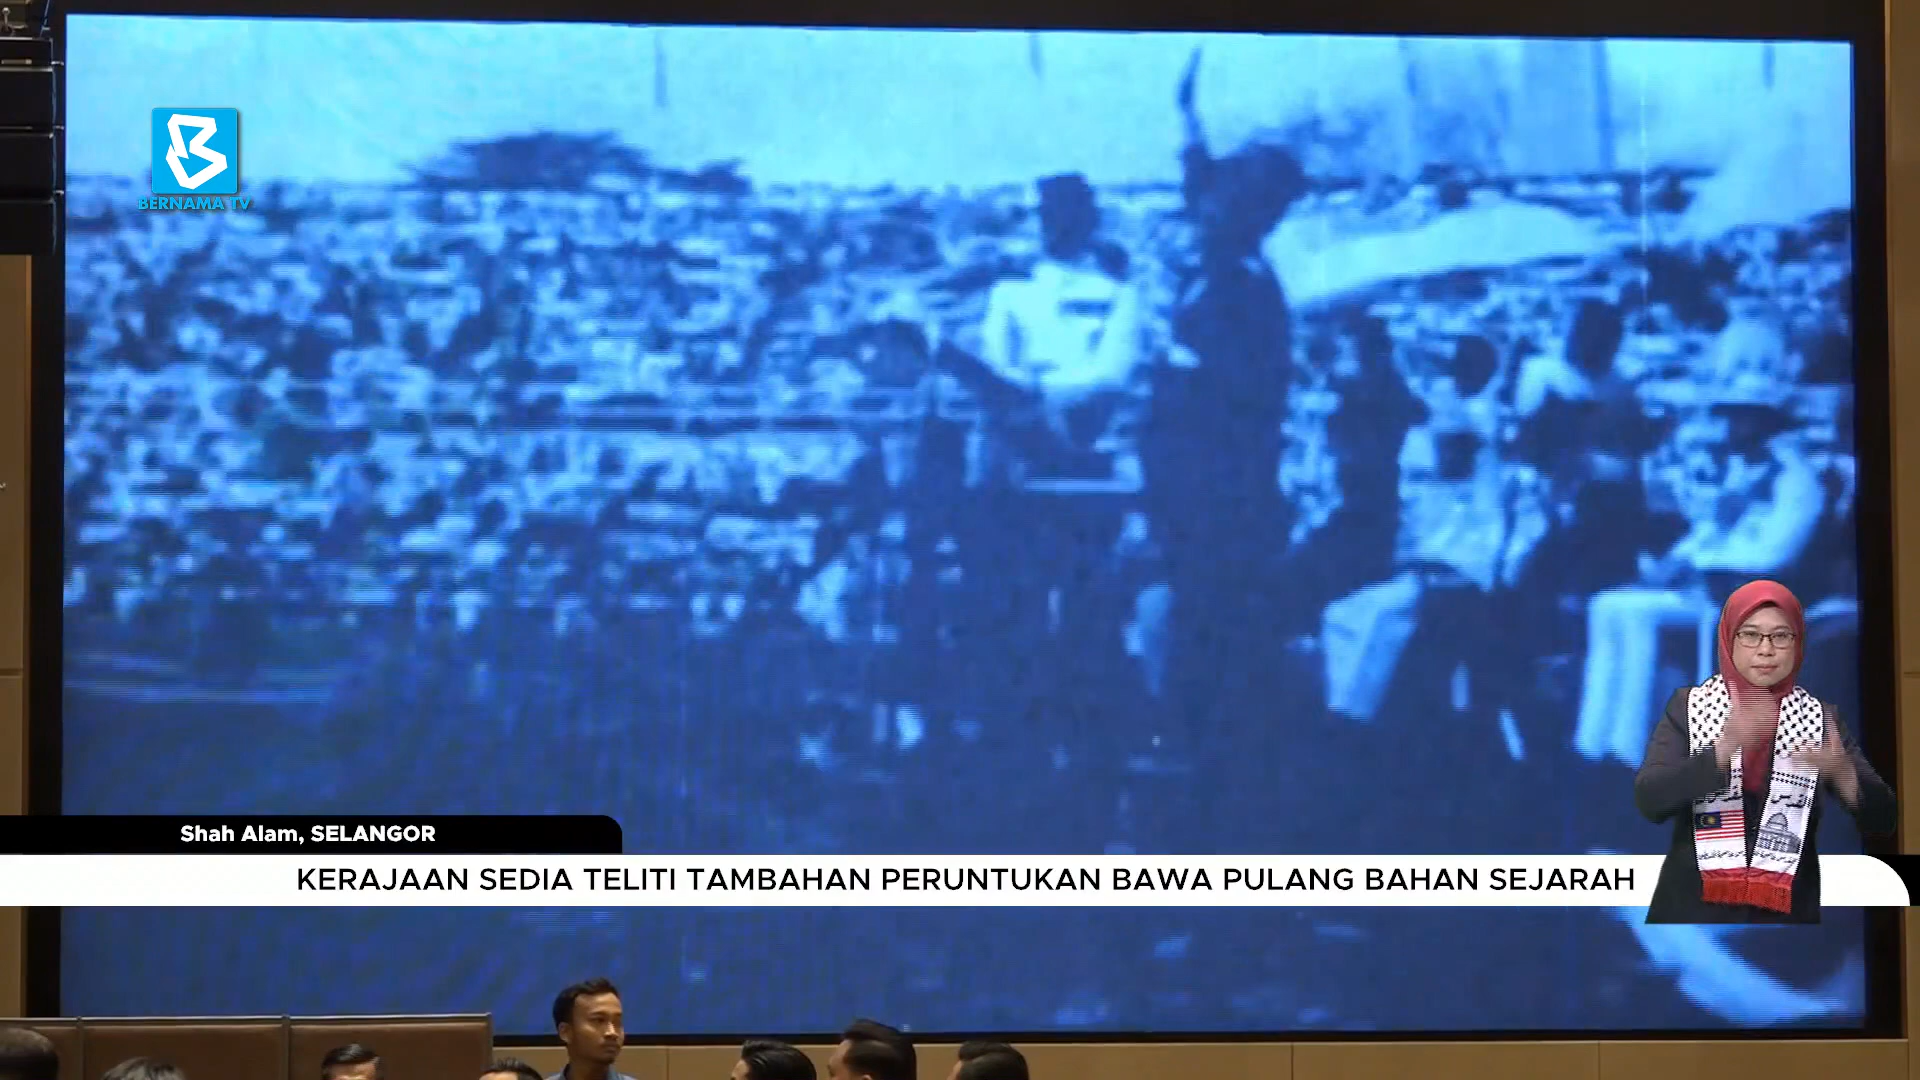 BERNAMA TV
Shah Alam, SELANGOR
KERAJAAN SEDIA TELITI TAMBAHAN PERUNTUKAN BAWA PULANG BAHAN SEJARAH